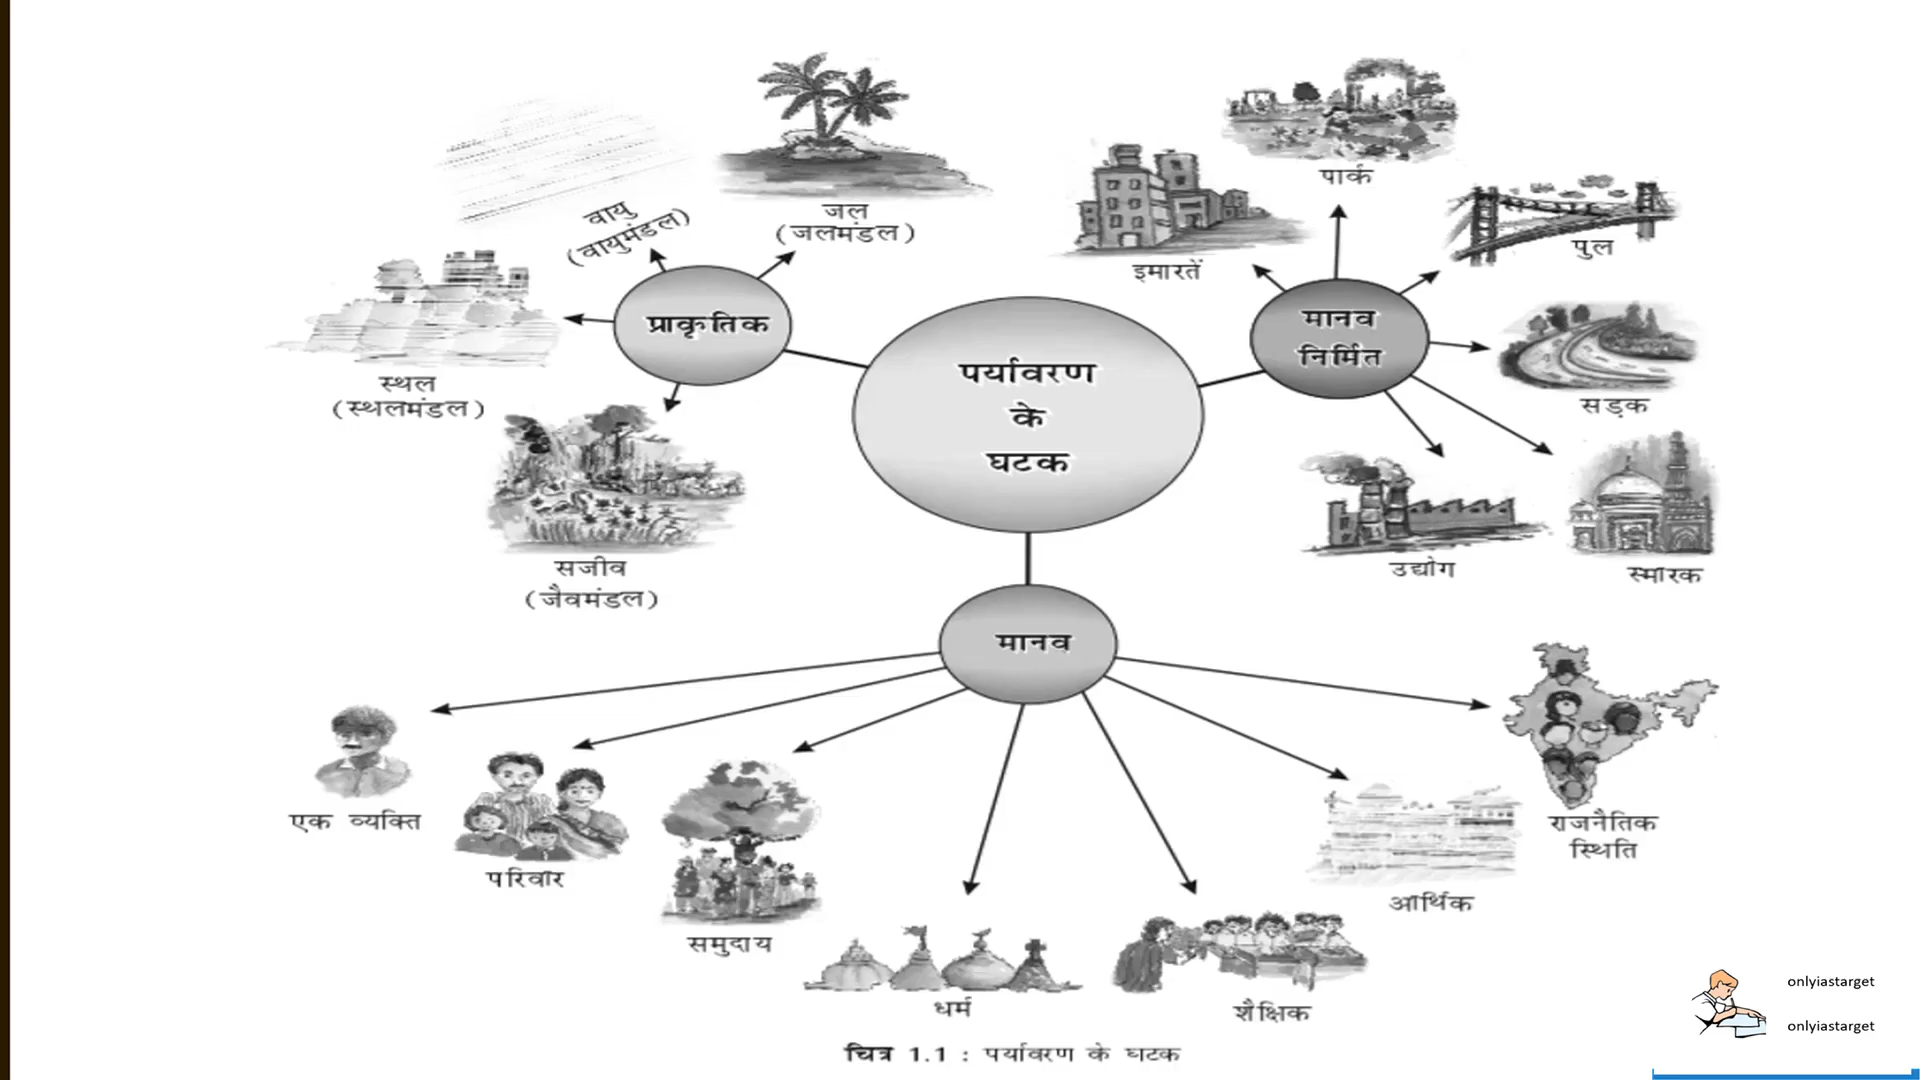 पार्क
वायु
(वायुमंडल)
जल
(जलमंडल)
इमारतें
पुल
प्राकृतिक
मानव
निर्मित
पर्यावरण
के
घटक
स्थल
(स्थलमंडल)
सड़क
सजीव
(जैवमंडल)
उद्योग
स्मारक
मानव
एक व्यक्ति
परिवार
समुदाय
धर्म
शैक्षिक
आर्थिक
राजनैतिक
स्थिति
चित्र 1.1 : पर्यावरण के घटक
onlyiastarget
onlyiastarget